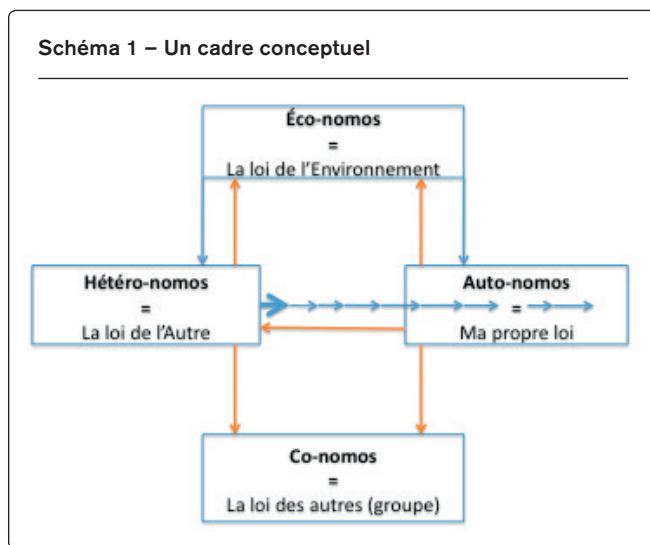 Schéma 1 – Un cadre conceptuel
Éco-nomos
=
La loi de l'Environnement
Hétéro-nomos
=
La loi de l'Autre
Auto-nomos
=
Ma propre loi
Co-nomos
=
La loi des autres (groupe)